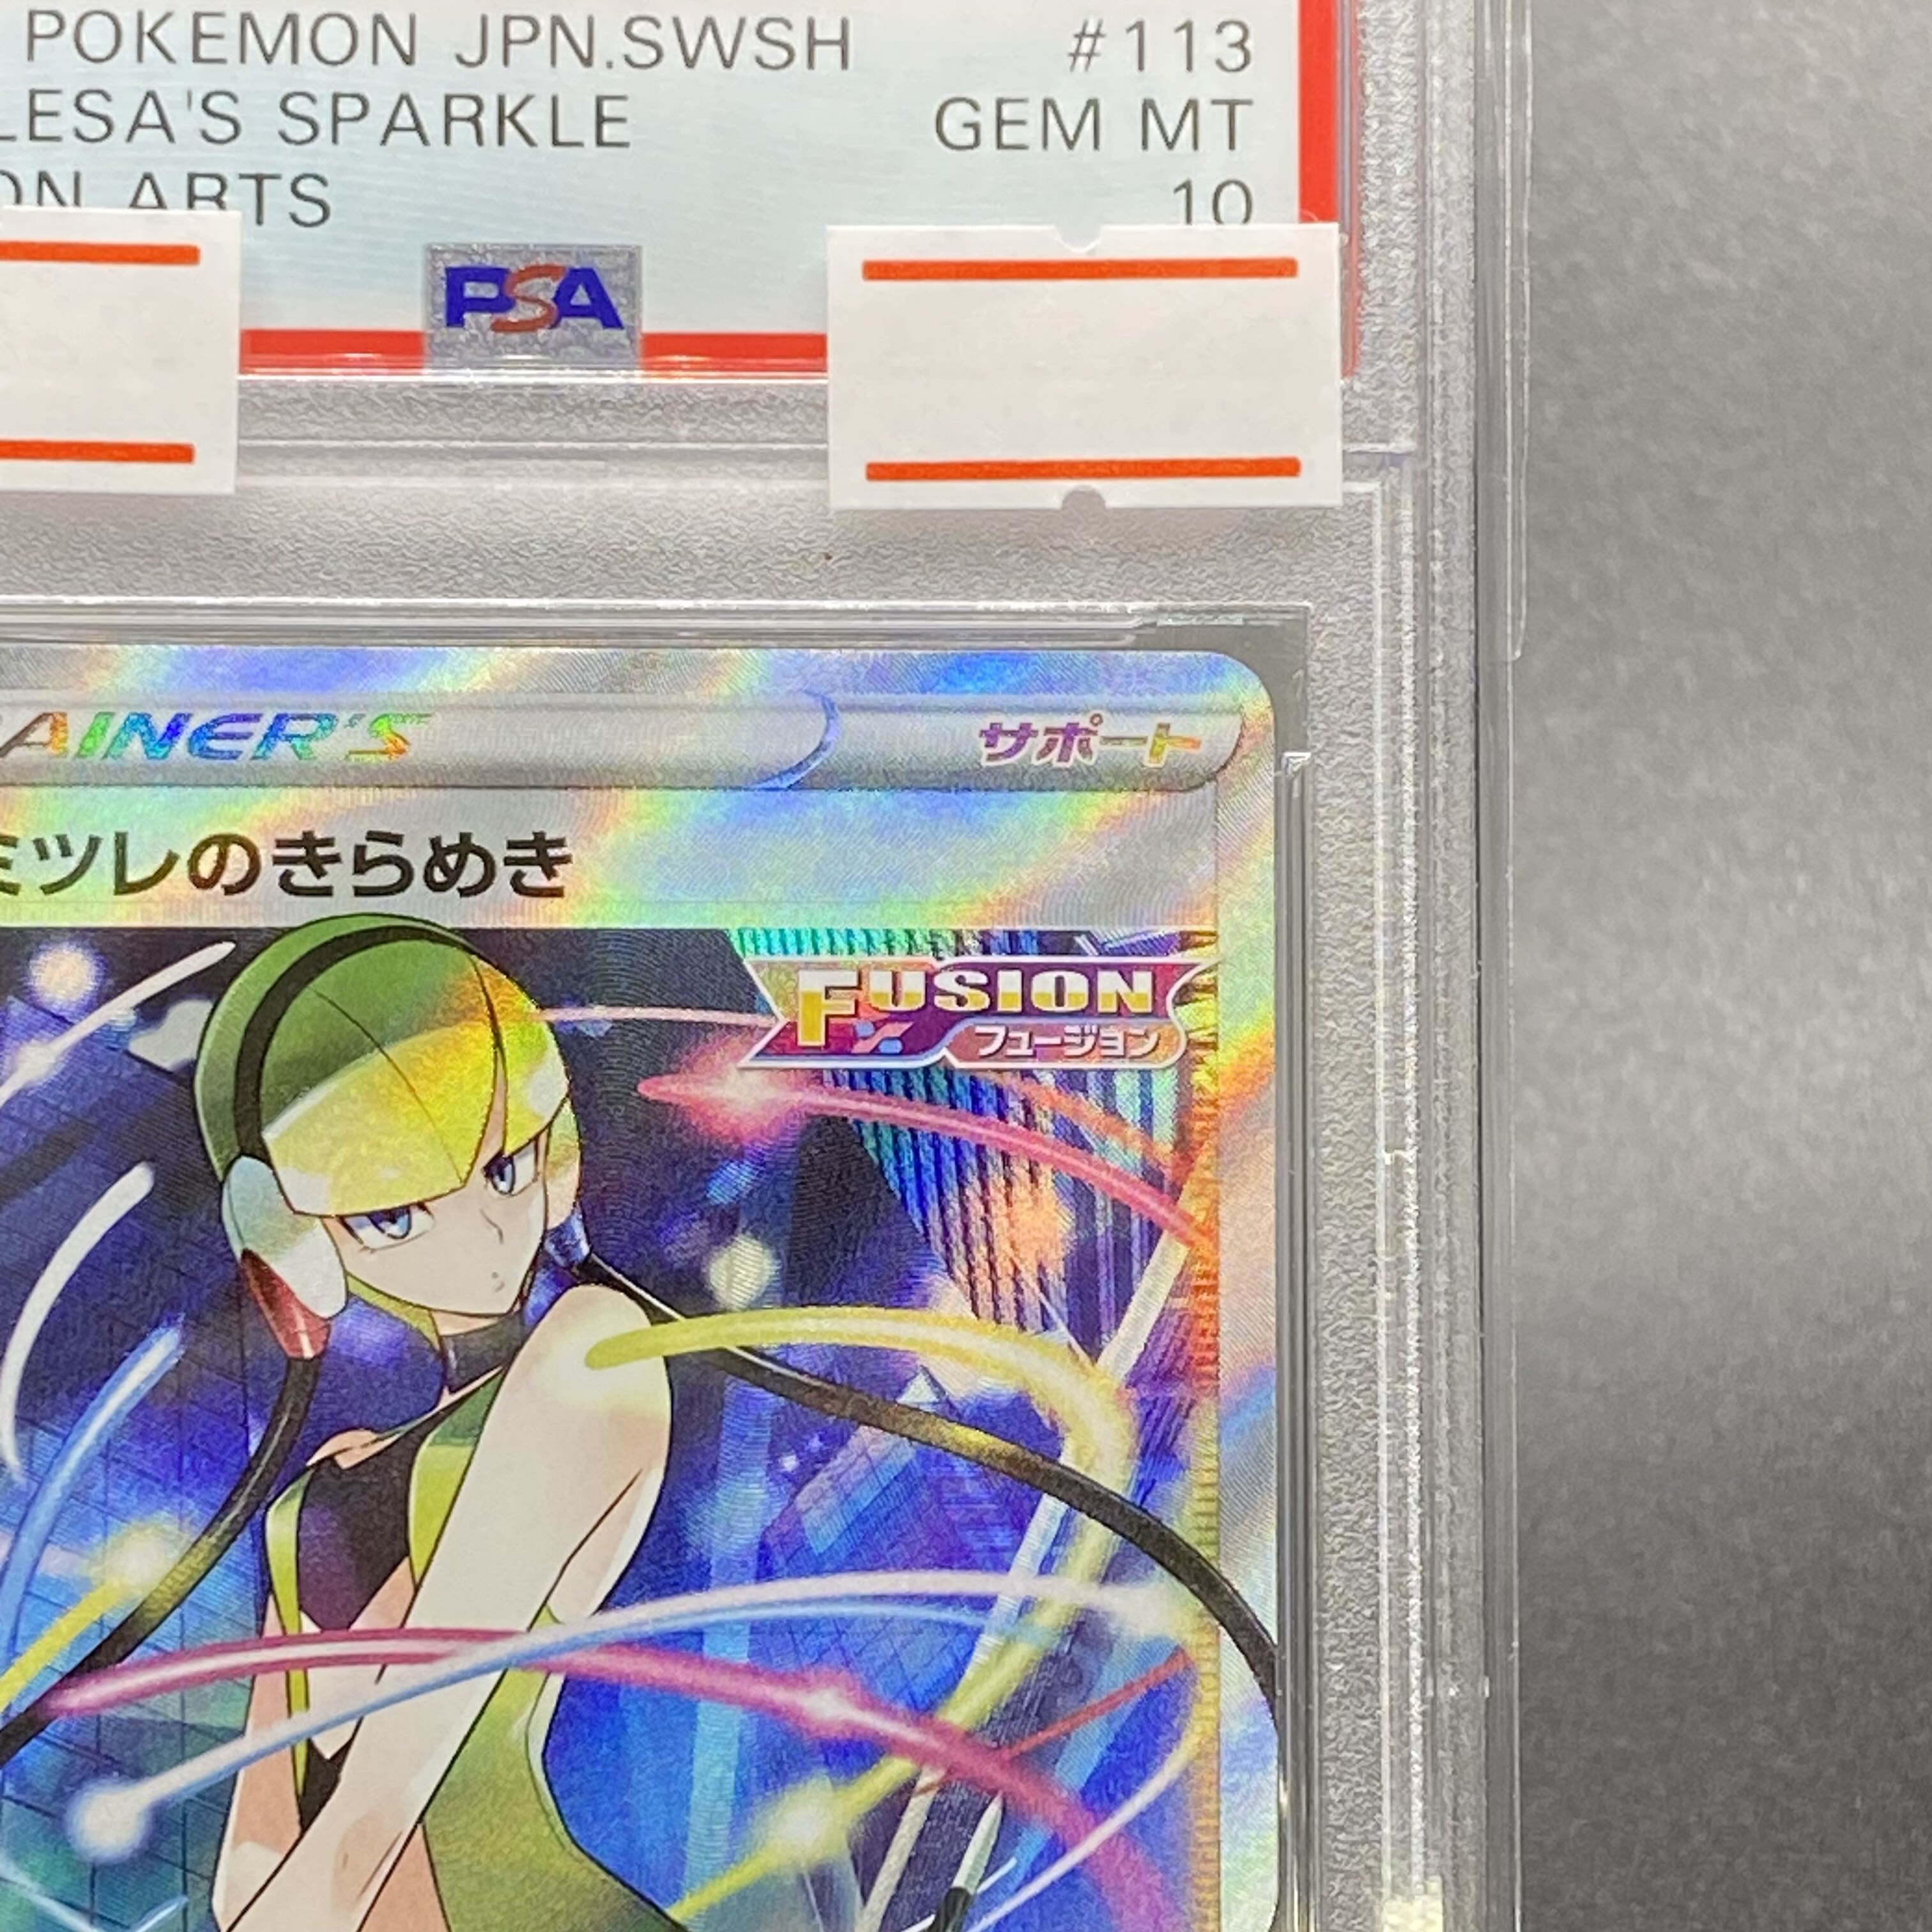 POKEMON JPN.SWSH #113
LESA'S SPARKLE GEM MT
ON ARTS 10
PSA
AINER'S サポート
ミツレのきらめき
FUSION
フュージョン